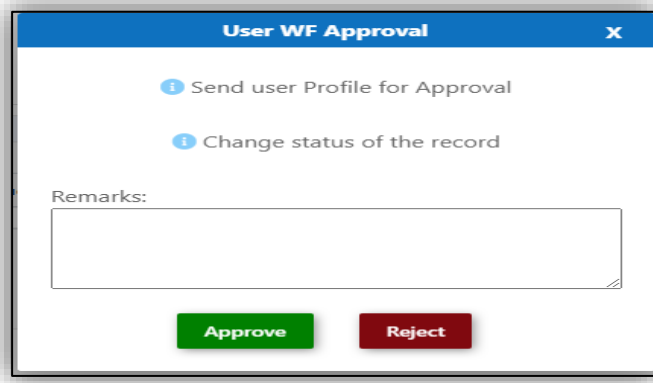 User WF Approval x
Send user Profile for Approval
Change status of the record
Remarks:
Approve Reject